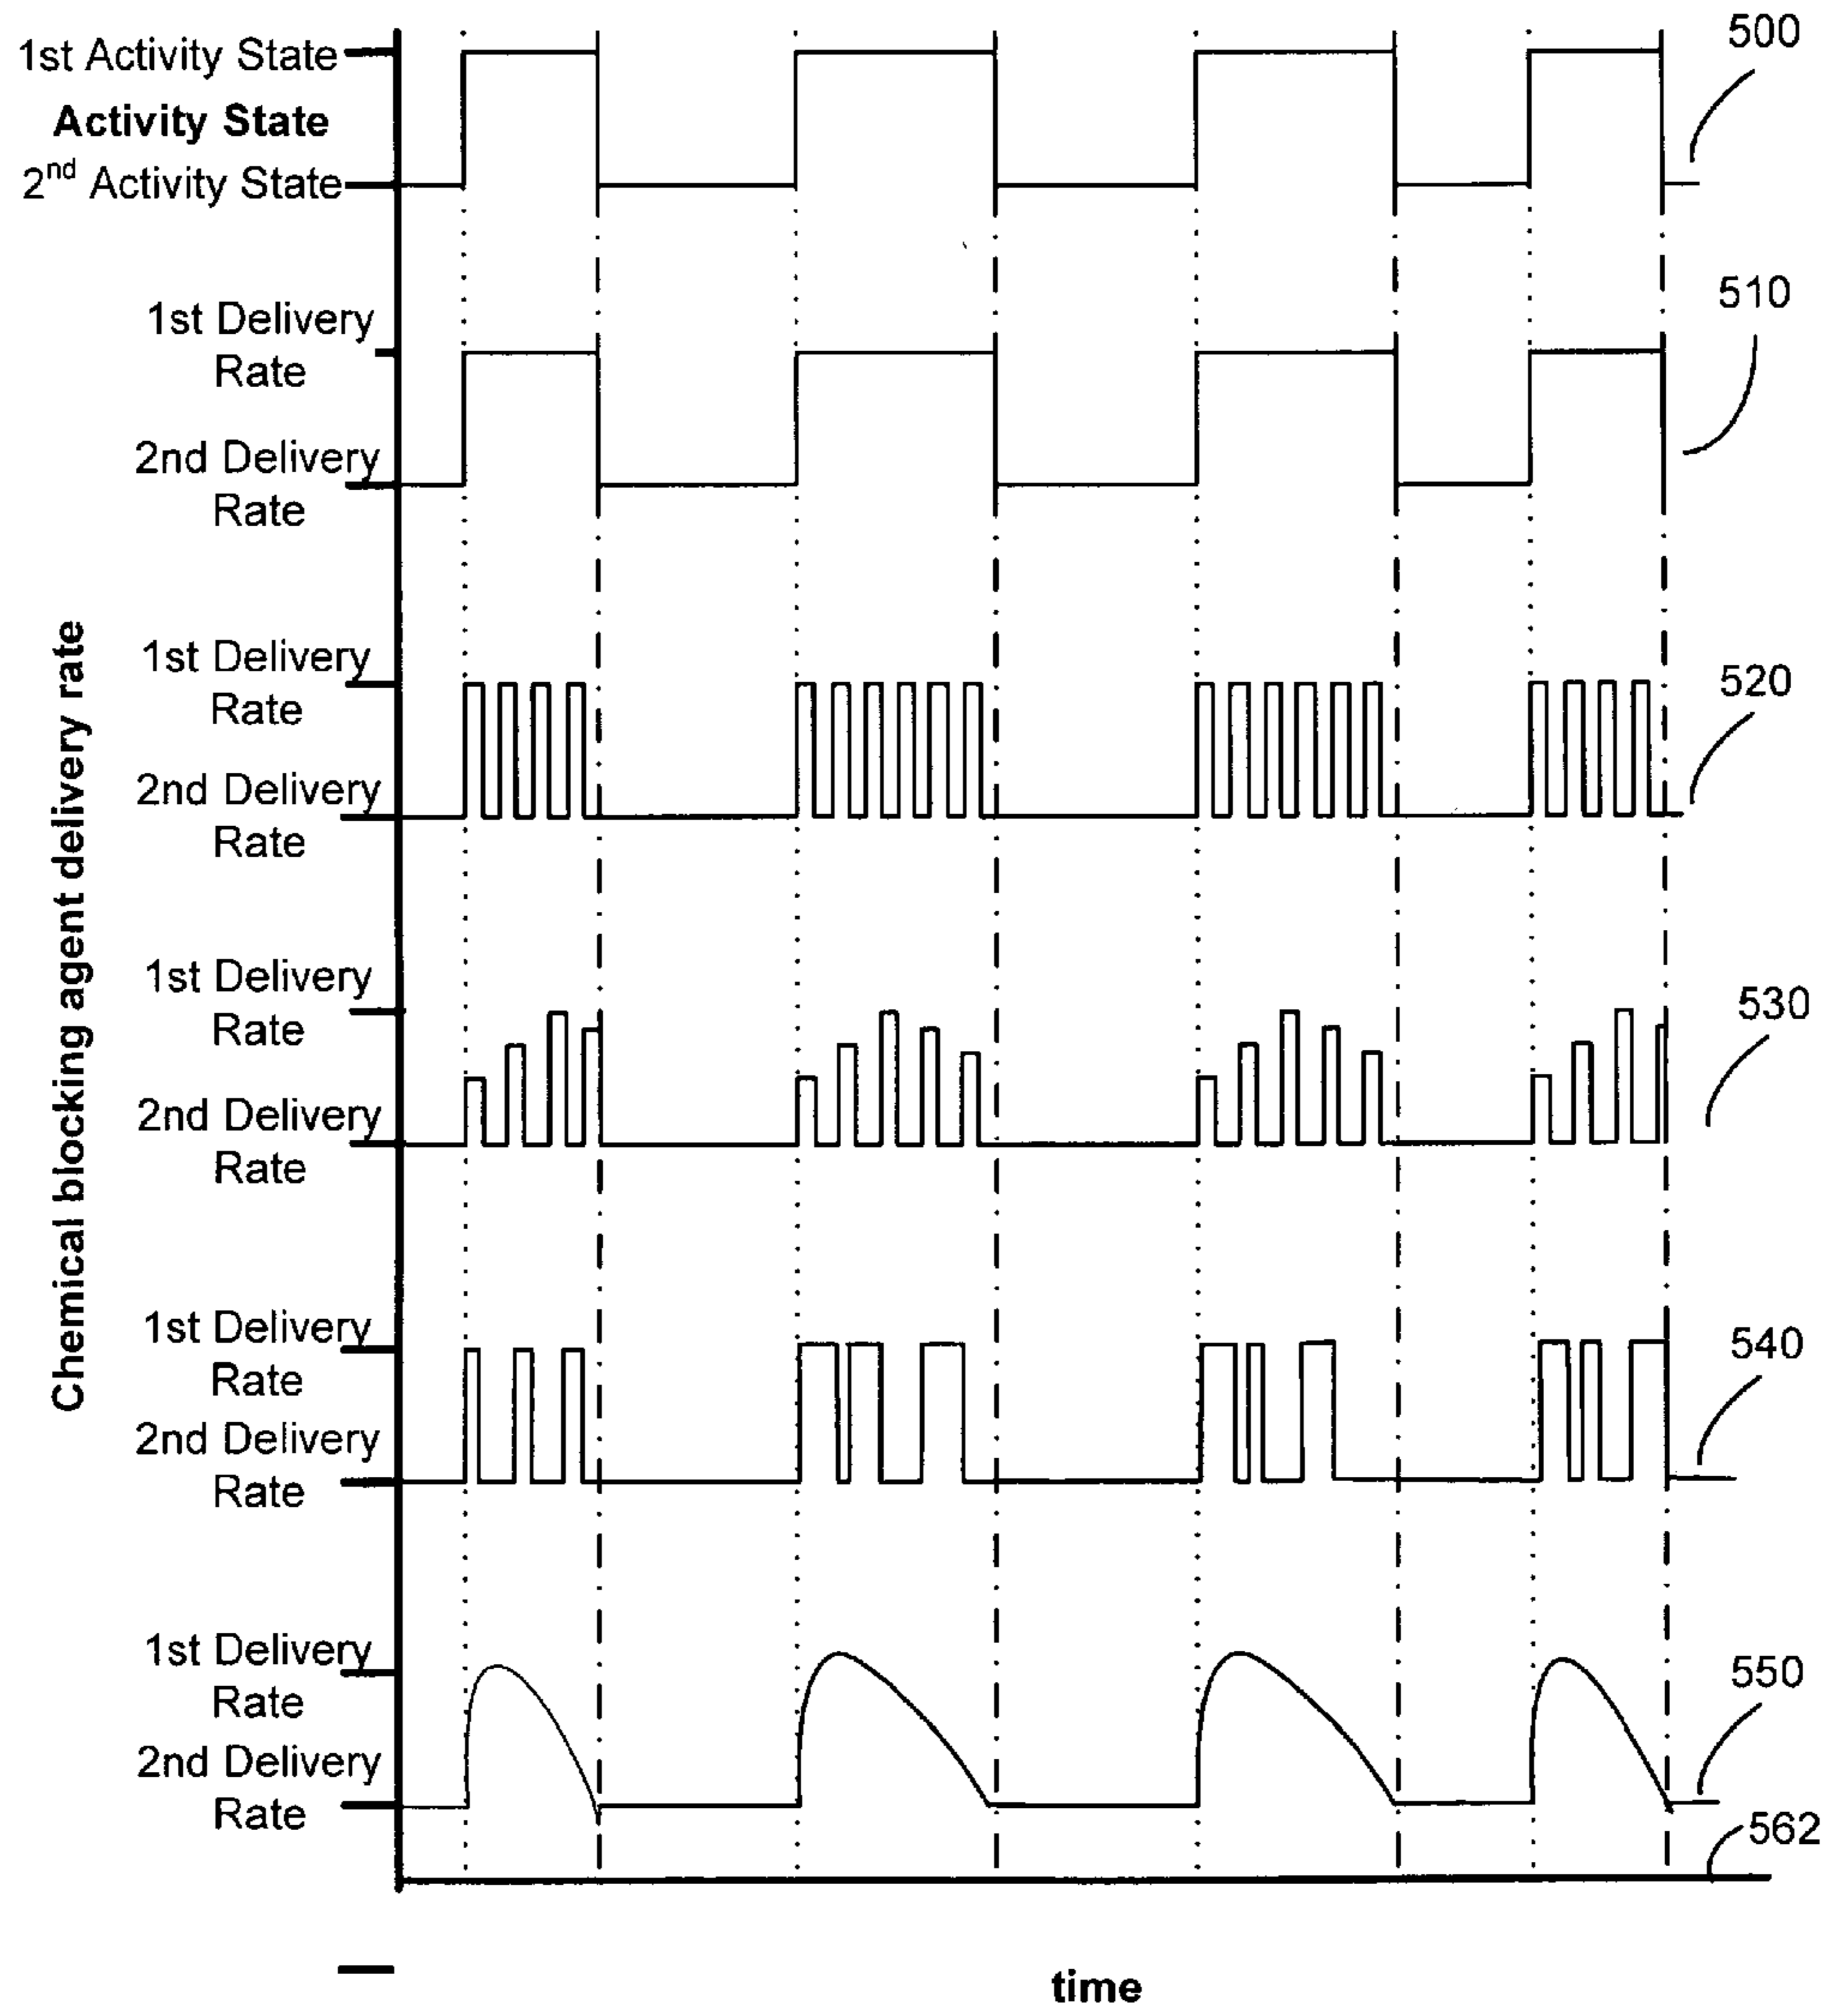 500
1st Activity State
Activity State
2nd Activity State
510
1st Delivery
Rate
2nd Delivery
Rate
Chemical blocking agent delivery rate
520
1st Delivery
Rate
2nd Delivery
Rate
530
1st Delivery
Rate
2nd Delivery
Rate
540
1st Delivery
Rate
2nd Delivery
Rate
550
1st Delivery
Rate
2nd Delivery
Rate
562
time